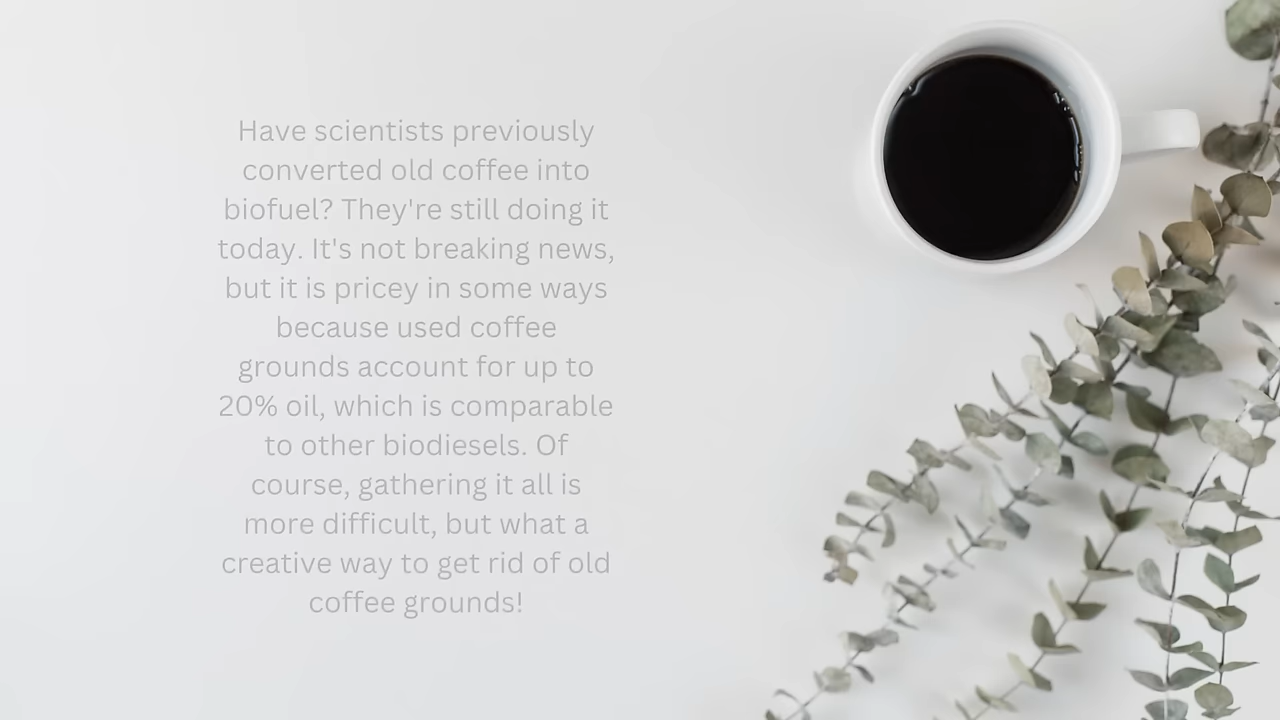 Have scientists previously
converted old coffee into
biofuel? They're still doing it
today. It's not breaking news,
but it is pricey in some ways
because used coffee
grounds account for up to
20% oil, which is comparable
to other biodiesels. Of
course, gathering it all is
more difficult, but what a
creative way to get rid of old
coffee grounds!